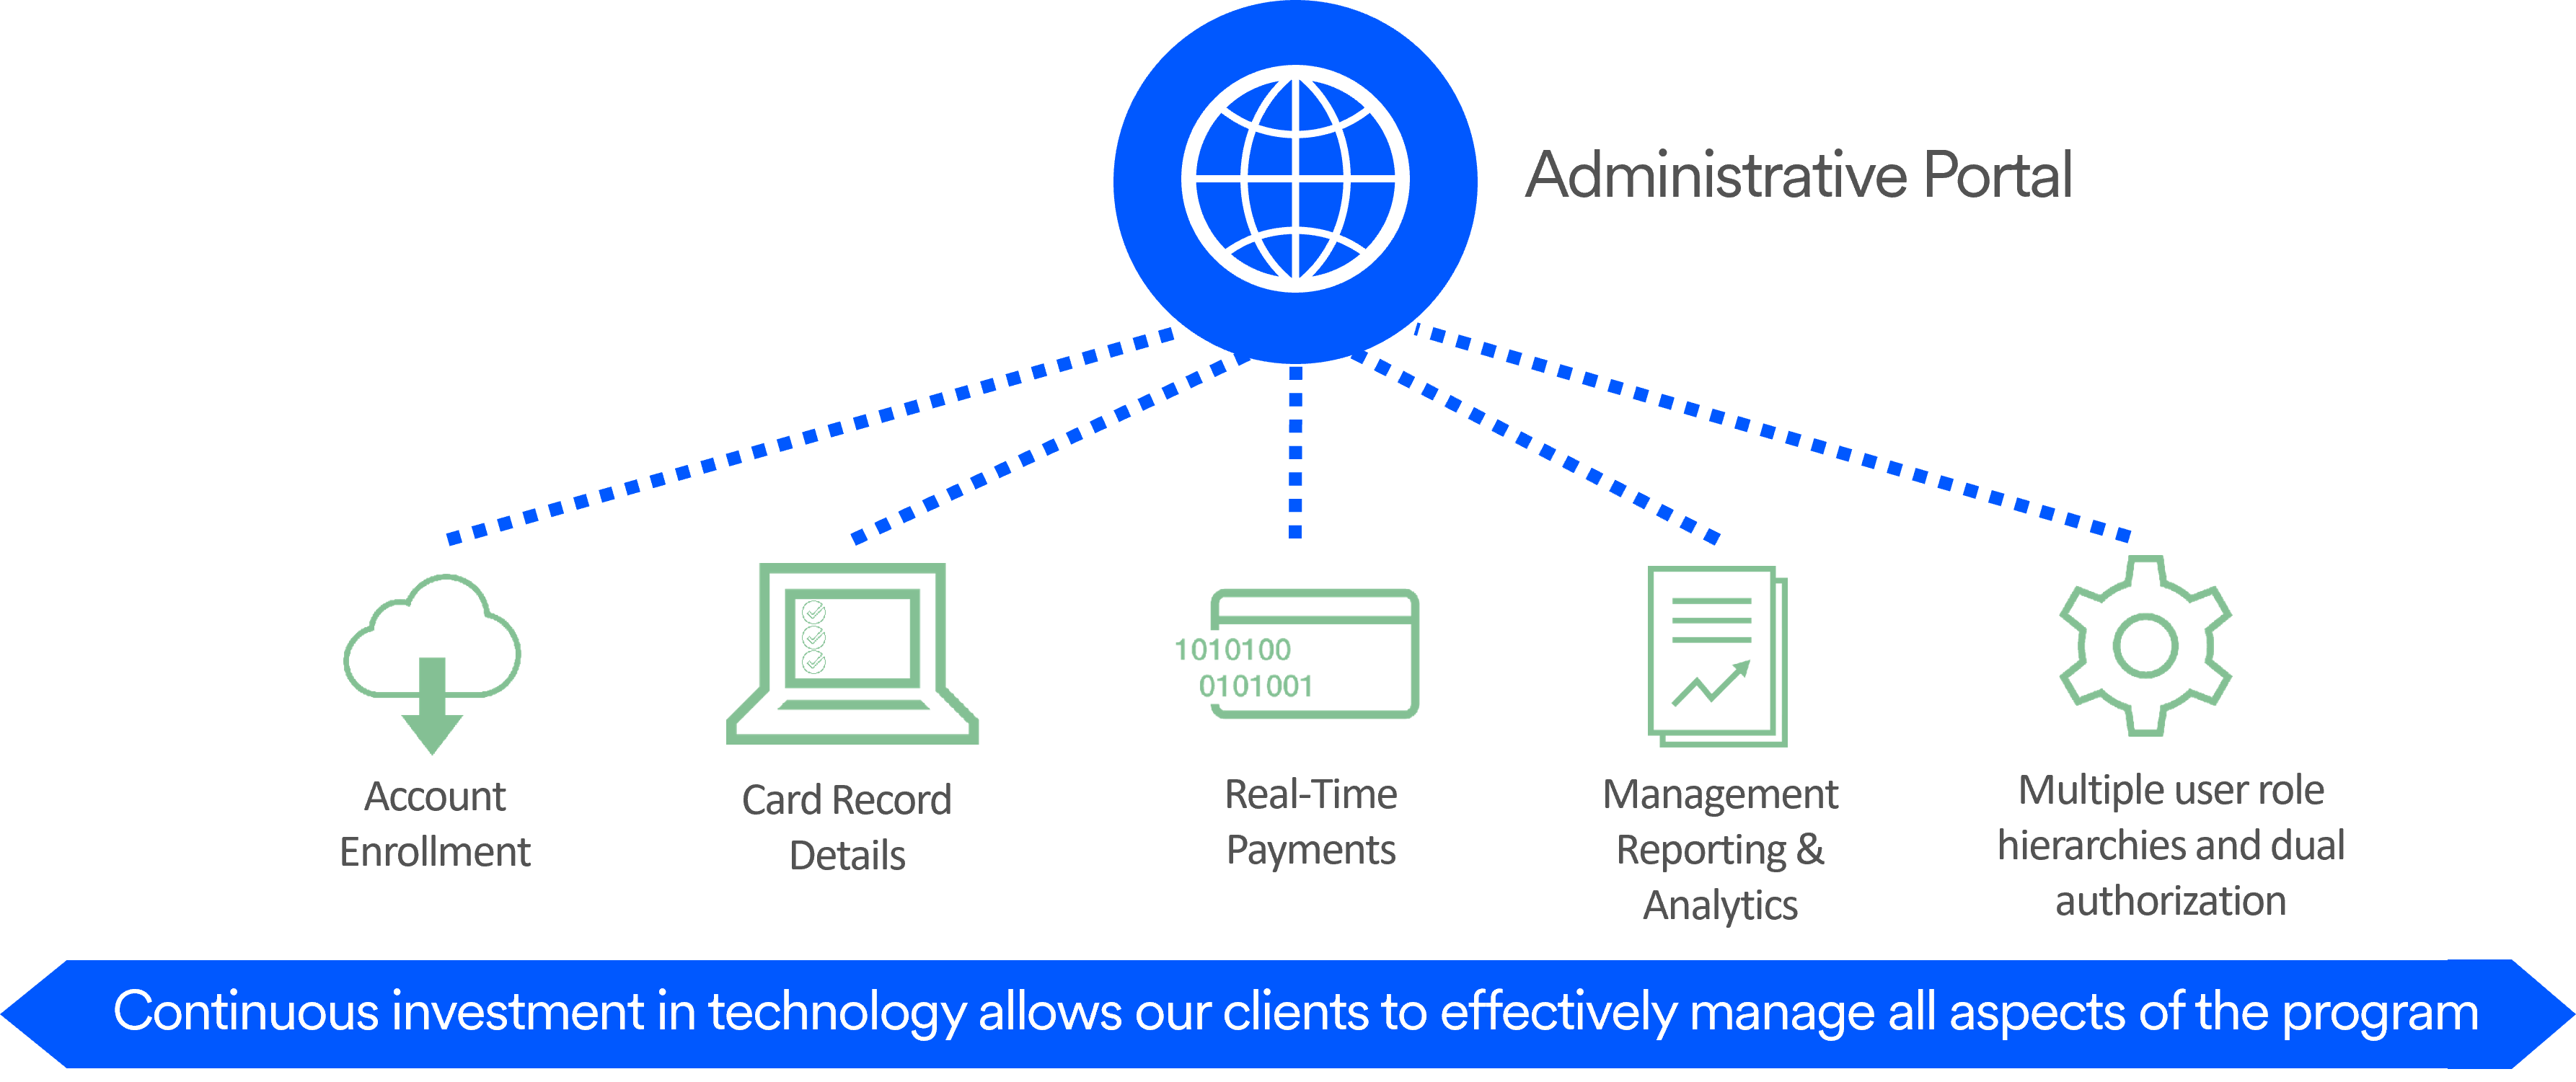 Administrative Portal
1010100
0101001
Account
Enrollment
Card Record
Details
Real-Time
Payments
Management
Reporting &
Analytics
Multiple user role
hierarchies and dual
authorization
Continuous investment in technology allows our clients to effectively manage all aspects of the program